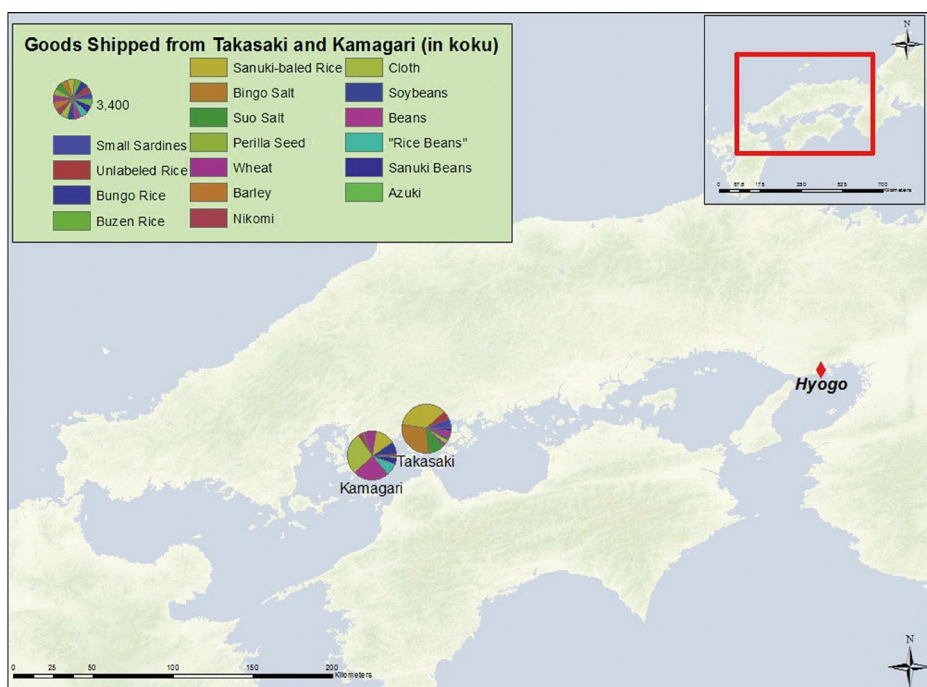 Goods Shipped from Takasaki and Kamagari (in koku)
3,400
Small Sardines
Unlabeled Rice
Bungo Rice
Buzen Rice
Sanuki-baled Rice
Bingo Salt
Suo Salt
Perilla Seed
Wheat
Barley
Nikomi
Cloth
Soybeans
Beans
"Rice Beans"
Sanuki Beans
Azuki
N
700
Kilometers
Hyogo
Takasaki
Kamagari
0 25 50 100 150 200
Kilometers
N